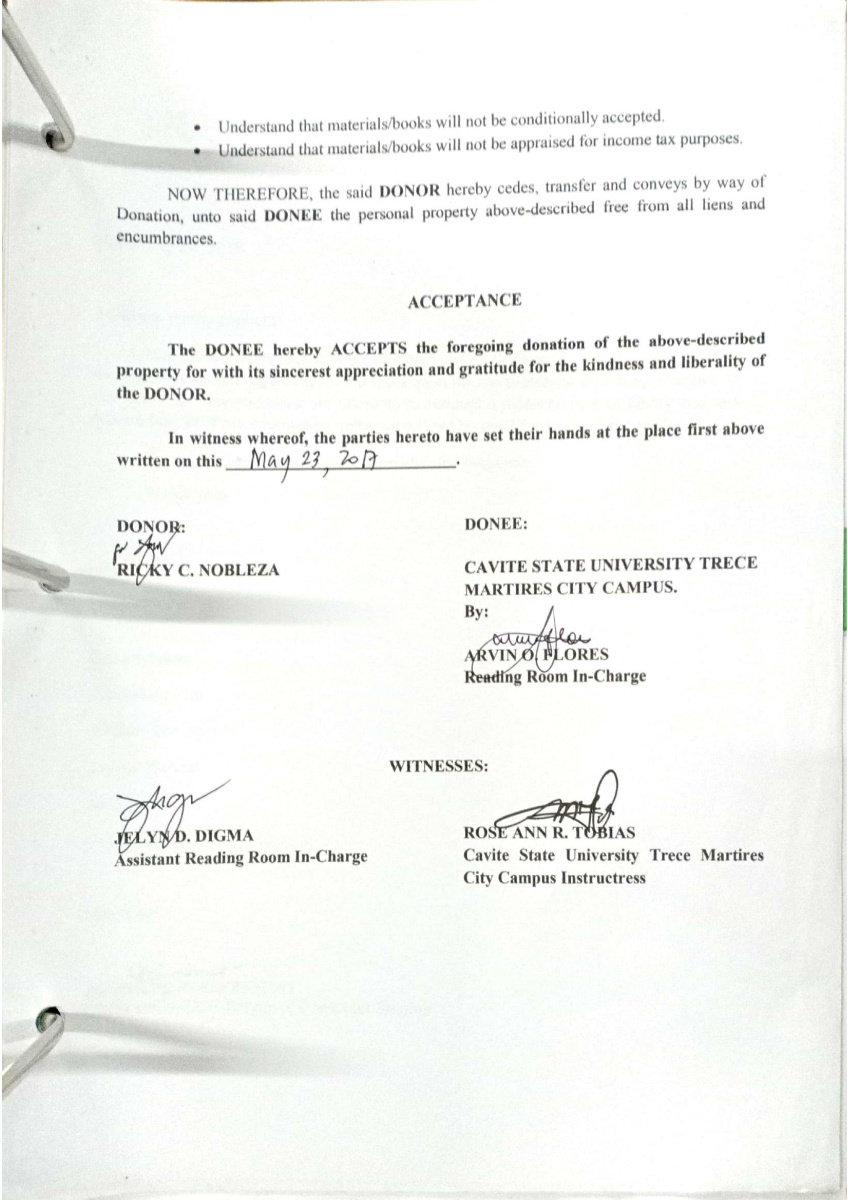 • Understand that materials/books will not be conditionally accepted.
• Understand that materials/books will not be appraised for income tax purposes.
NOW THEREFORE, the said DONOR hereby cedes, transfer and conveys by way of
Donation, unto said DONEE the personal property above-described free from all liens and
encumbrances.
ACCEPTANCE
The DONEE hereby ACCEPTS the foregoing donation of the above-described
property for with its sincerest appreciation and gratitude for the kindness and liberality of
the DONOR.
In witness whereof, the parties hereto have set their hands at the place first above
written on this May 23, 2017.
DONOR:
RICKY C. NOBLEZA
DONEE:
CAVITE STATE UNIVERSITY TRECE
MARTIRES CITY CAMPUS.
By:
ARVIN O. FLORES
Reading Room In-Charge
WITNESSES:
JELYN D. DIGMA
Assistant Reading Room In-Charge
ROSE ANN R. TOBIAS
Cavite State University Trece Martires
City Campus Instructress